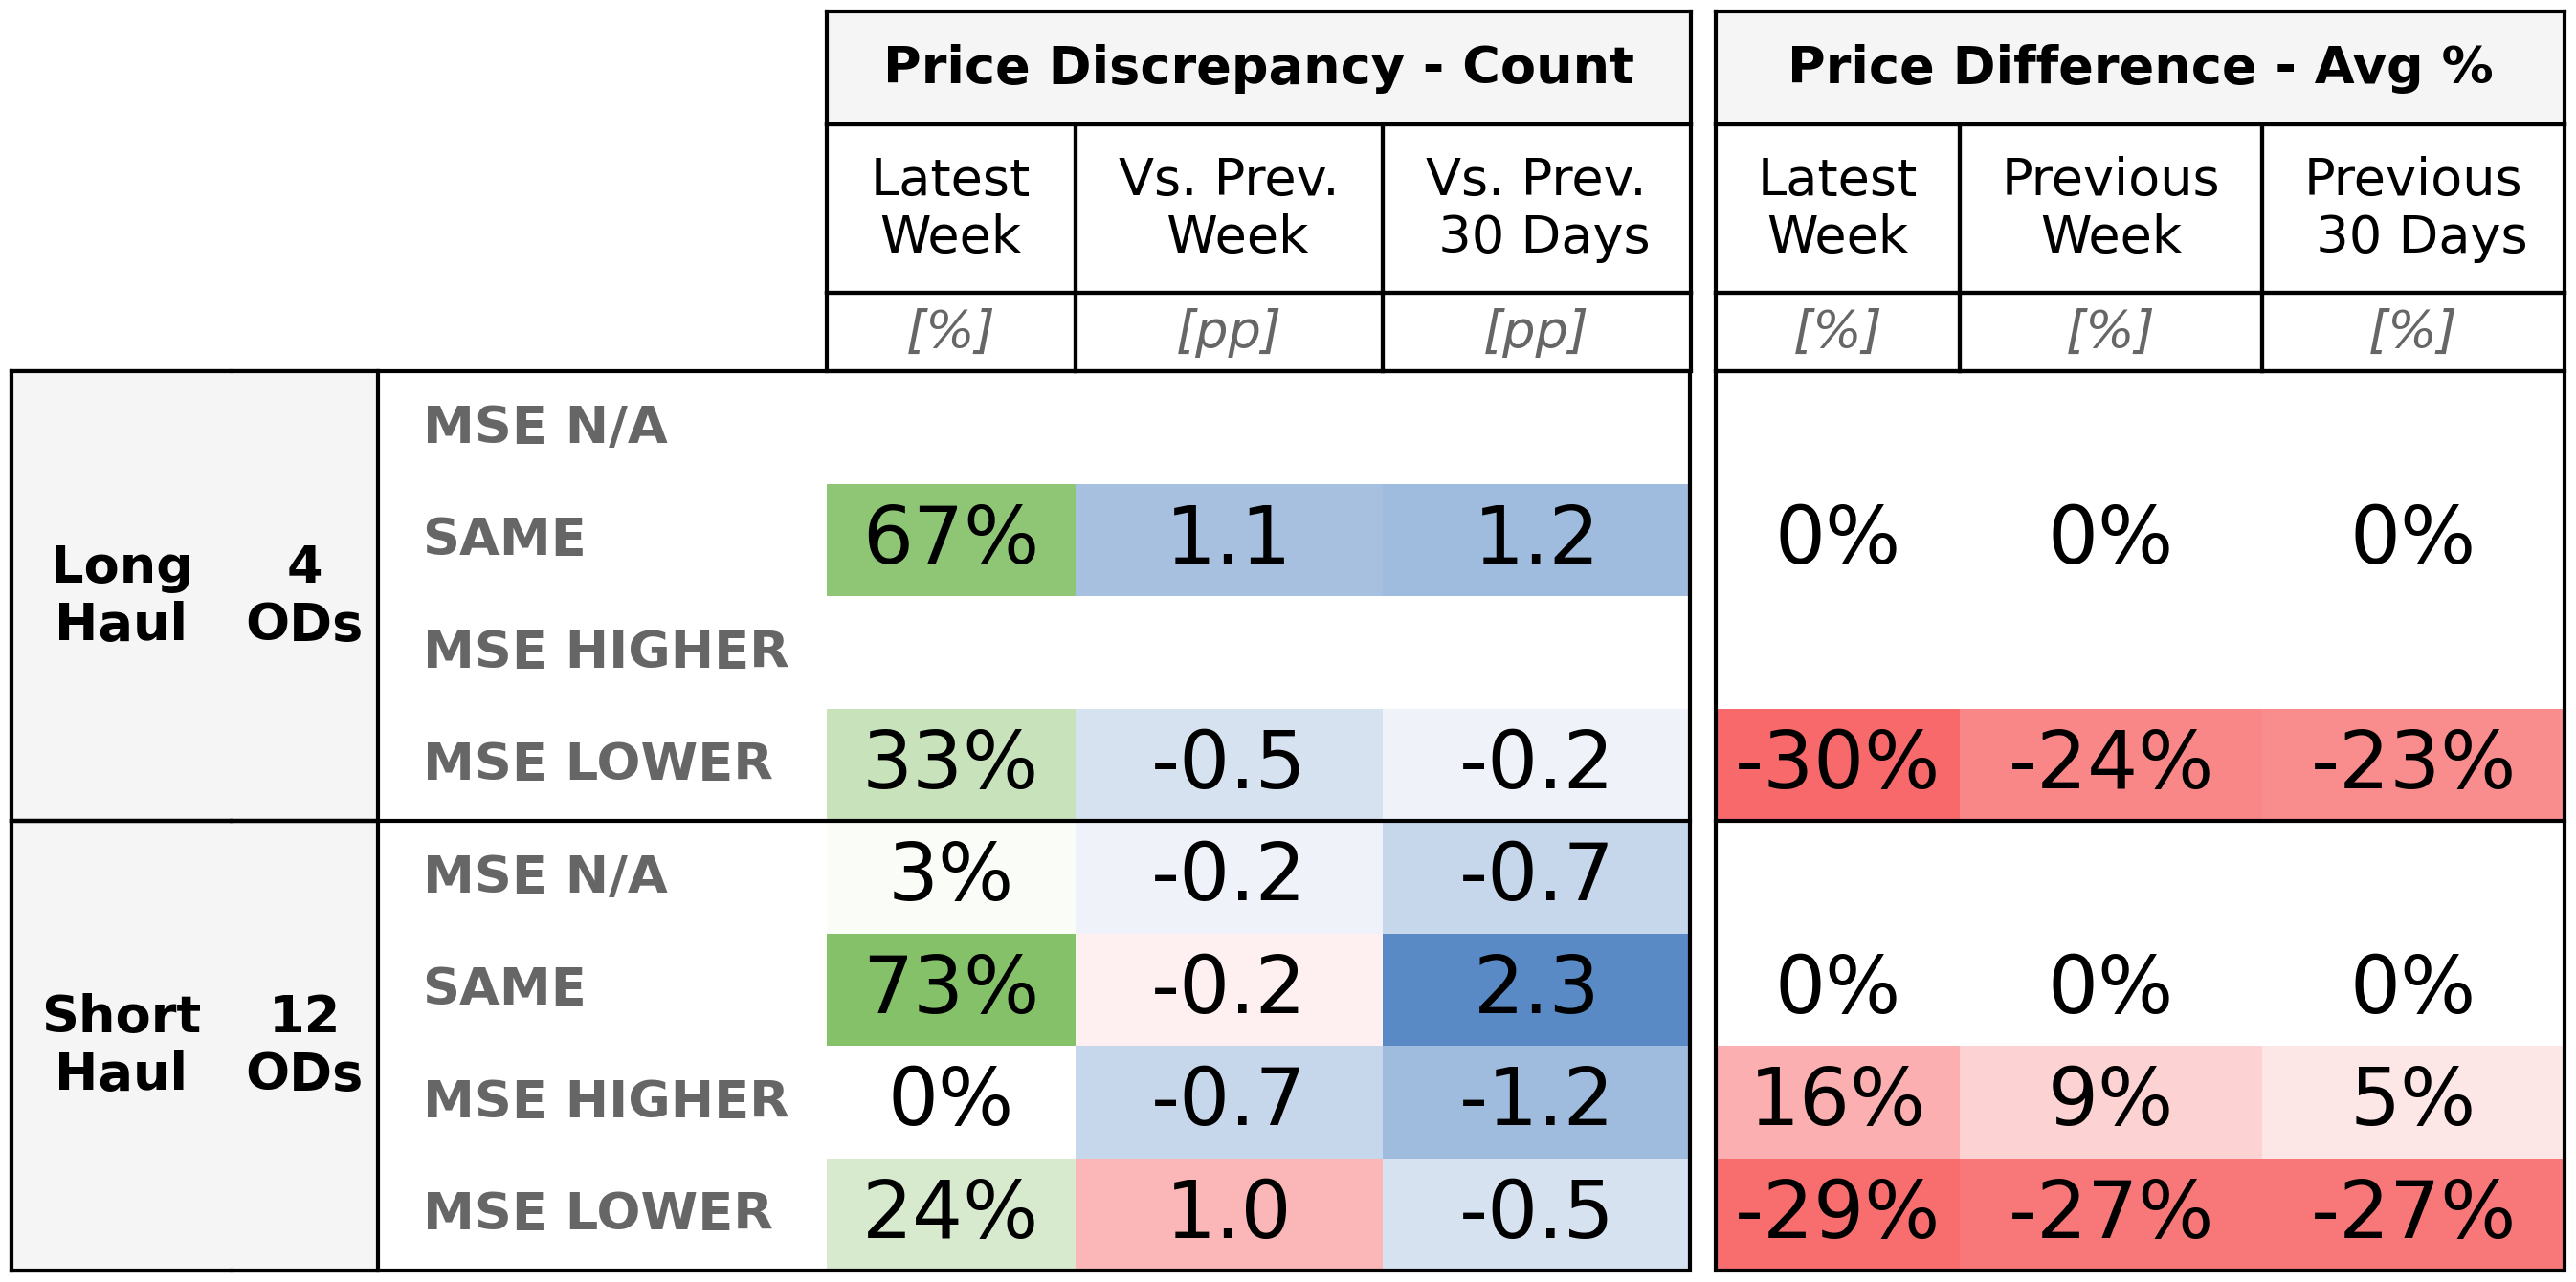 Price Discrepancy - Count Price Difference - Avg %
Latest Week Vs. Prev. Week Vs. Prev. 30 Days Latest Week Previous Week Previous 30 Days
[%] [pp] [pp] [%] [%] [%]
Long Haul 4 ODs
MSE N/A
SAME 67% 1.1 1.2 0% 0% 0%
MSE HIGHER
MSE LOWER 33% -0.5 -0.2 -30% -24% -23%
Short Haul 12 ODs
MSE N/A 3% -0.2 -0.7
SAME 73% -0.2 2.3 0% 0% 0%
MSE HIGHER 0% -0.7 -1.2 16% 9% 5%
MSE LOWER 24% 1.0 -0.5 -29% -27% -27%